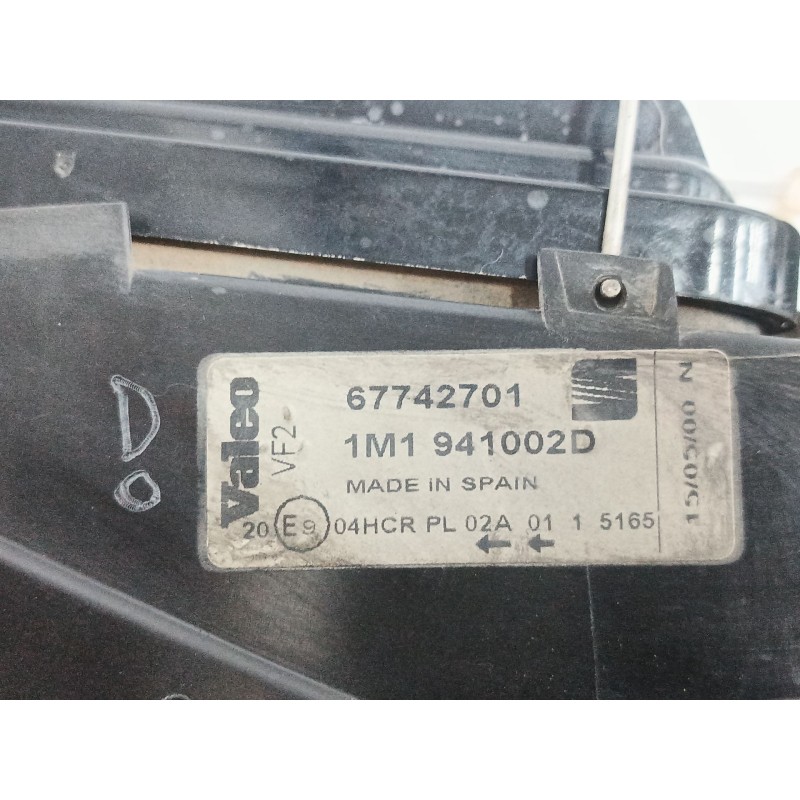 Do
Valeo
VF2-
67742701
1M1 941002D
MADE IN SPAIN
20 E9 04HCR PL 02A 01 1 5165
15/05/00 N